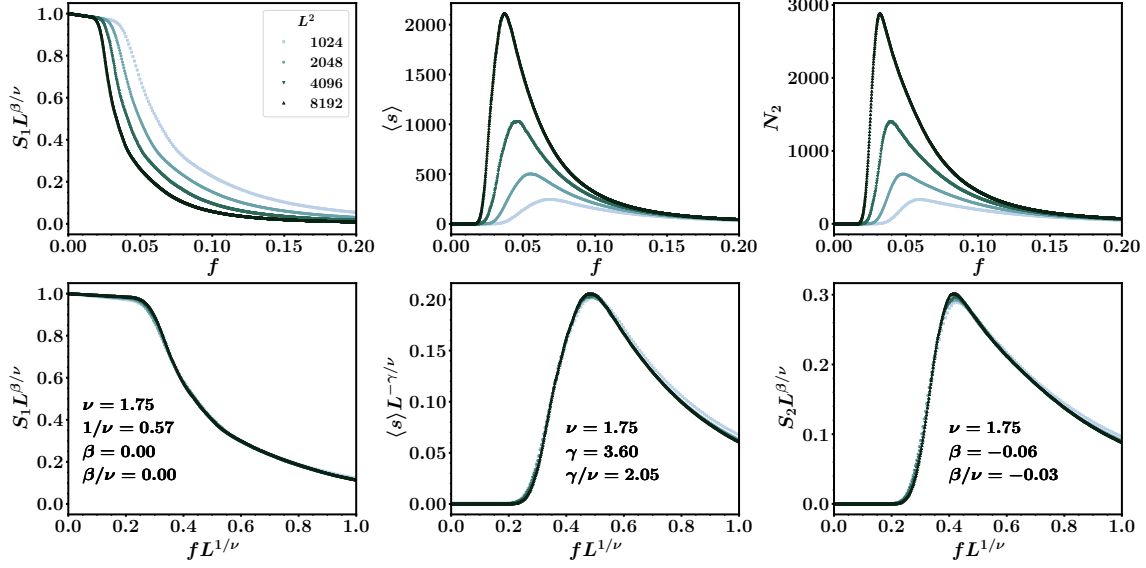 1.0
0.8
0.6
0.4
0.2
0.0
S₁L^{β/ν}
L²
1024
2048
4096
8192
0.00 0.05 0.10 0.15 0.20
f
2000
1500
1000
500
0
⟨s⟩
0.00 0.05 0.10 0.15 0.20
f
3000
2000
1000
0
N₂
0.00 0.05 0.10 0.15 0.20
f
1.0
0.8
0.6
0.4
0.2
0.0
S₁L^{β/ν}
ν = 1.75
1/ν = 0.57
β = 0.00
β/ν = 0.00
0.0 0.2 0.4 0.6 0.8 1.0
fL^{1/ν}
0.20
0.15
0.10
0.05
0.00
⟨s⟩L^{−γ/ν}
ν = 1.75
γ = 3.60
γ/ν = 2.05
0.0 0.2 0.4 0.6 0.8 1.0
fL^{1/ν}
0.3
0.2
0.1
0.0
S₂L^{β/ν}
ν = 1.75
β = −0.06
β/ν = −0.03
0.0 0.2 0.4 0.6 0.8 1.0
fL^{1/ν}